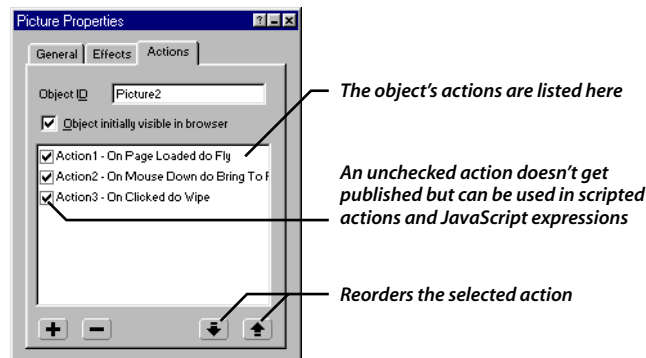 Picture Properties
General Effects Actions
Object ID Picture2
Object initially visible in browser
Action1 - On Page Loaded do Fly
Action2 - On Mouse Down do Bring To F
Action3 - On Clicked do Wipe
The object's actions are listed here
An unchecked action doesn't get
published but can be used in scripted
actions and JavaScript expressions
Reorders the selected action